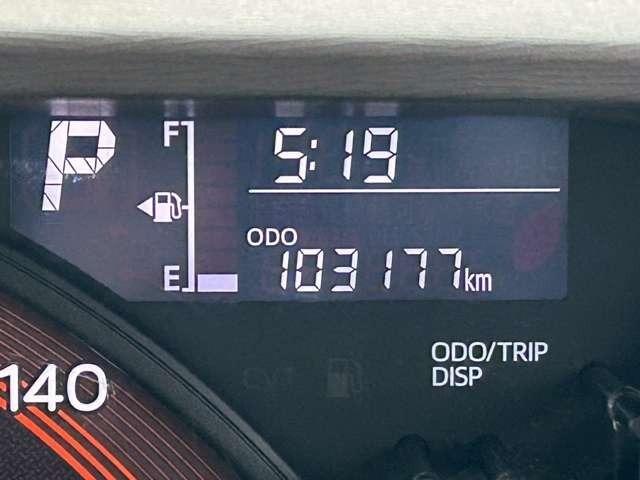 P
F
5:19
E
ODO
103177km
ODO/TRIP
DISP
140